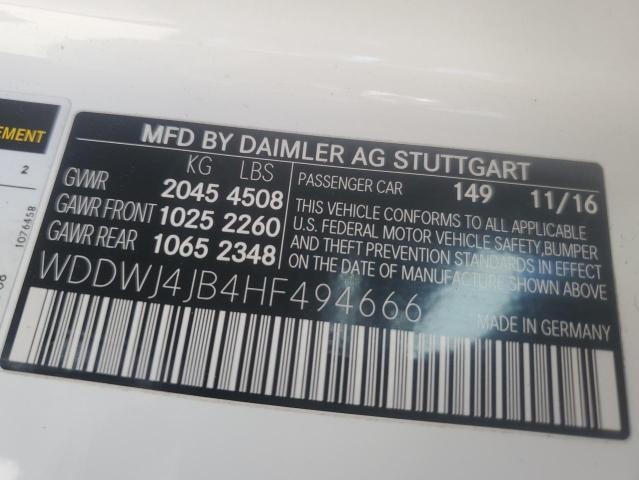 EMENT
2
1076458
MFD BY DAIMLER AG STUTTGART
KG LBS
GVWR 2045 4508
GAWR FRONT 1025 2260
GAWR REAR 1065 2348
PASSENGER CAR 149 11/16
THIS VEHICLE CONFORMS TO ALL APPLICABLE
U.S. FEDERAL MOTOR VEHICLE SAFETY,BUMPER
AND THEFT PREVENTION STANDARDS IN EFFECT
ON THE DATE OF MANUFACTURE SHOWN ABOVE
WDDWJ4JB4HF494666
MADE IN GERMANY